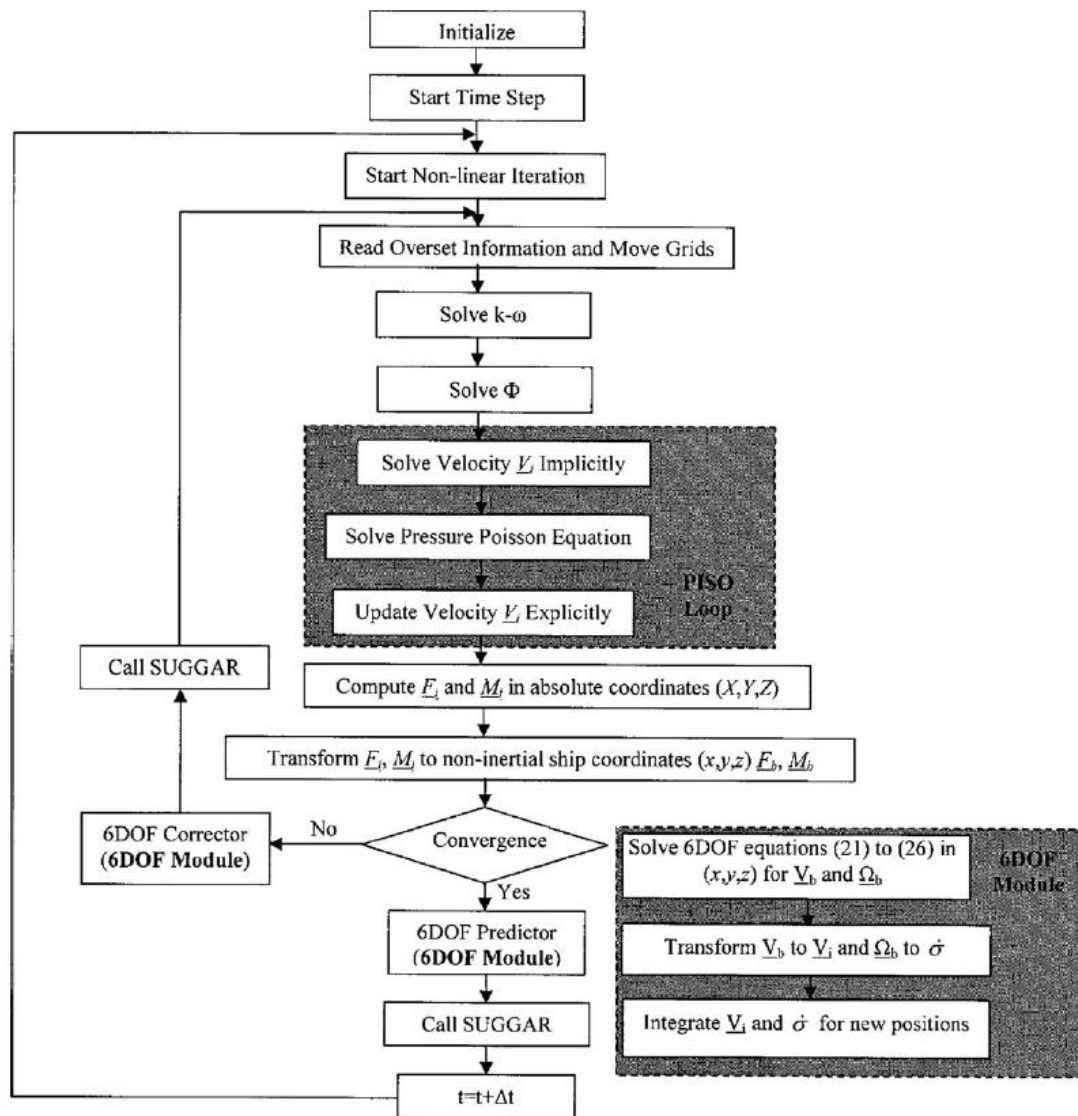 Initialize
Start Time Step
Start Non-linear Iteration
Read Overset Information and Move Grids
Solve k-ω
Solve Φ
Solve Velocity V_i Implicitly
Solve Pressure Poisson Equation
PISO
Loop
Update Velocity V_i Explicitly
Call SUGGAR
Compute F_i and M_i in absolute coordinates (X,Y,Z)
Transform F_i, M_i to non-inertial ship coordinates (x,y,z) F_b, M_b
No
Convergence
6DOF Corrector
(6DOF Module)
Yes
6DOF Predictor
(6DOF Module)
Call SUGGAR
t=t+Δt
Solve 6DOF equations (21) to (26) in
(x,y,z) for V_b and Ω_b
6DOF
Module
Transform V_b to V_i and Ω_b to σ̇
Integrate V_i and σ̇ for new positions